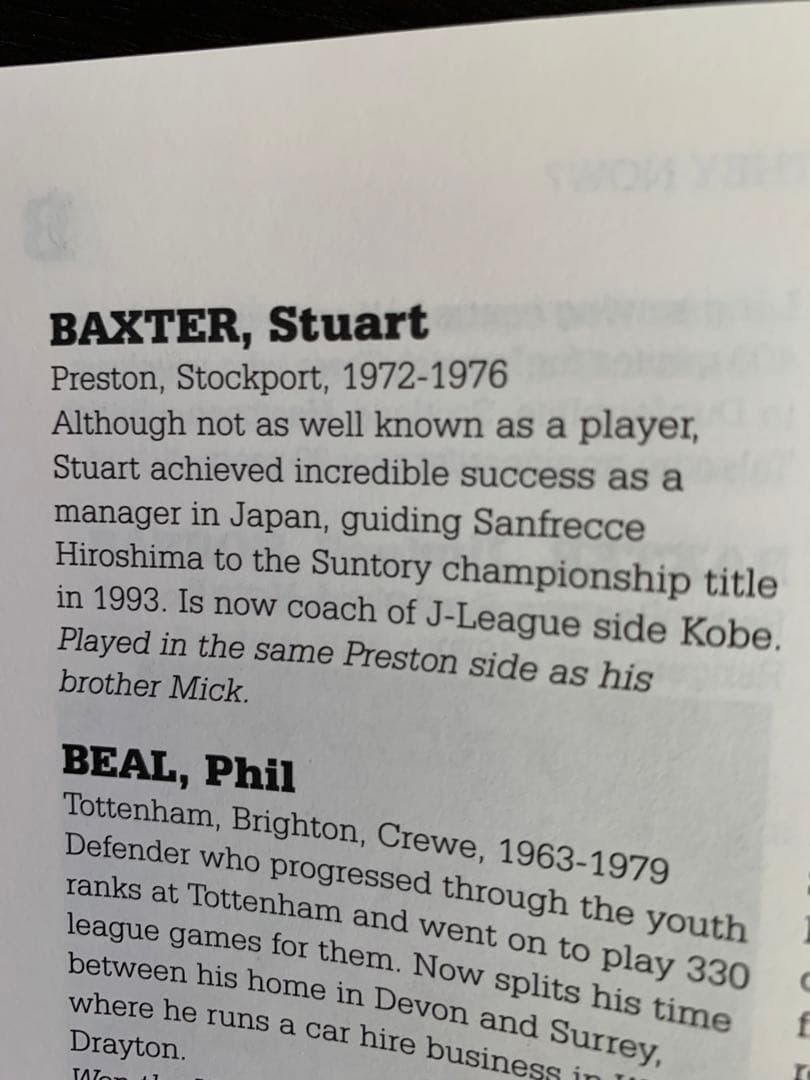 BAXTER, Stuart
Preston, Stockport, 1972-1976
Although not as well known as a player,
Stuart achieved incredible success as a
manager in Japan, guiding Sanfrecce
Hiroshima to the Suntory championship title
in 1993. Is now coach of J-League side Kobe.
Played in the same Preston side as his
brother Mick.
BEAL, Phil
Tottenham, Brighton, Crewe, 1963-1979
Defender who progressed through the youth
ranks at Tottenham and went on to play 330
league games for them. Now splits his time
between his home in Devon and Surrey,
where he runs a car hire business in
Drayton.